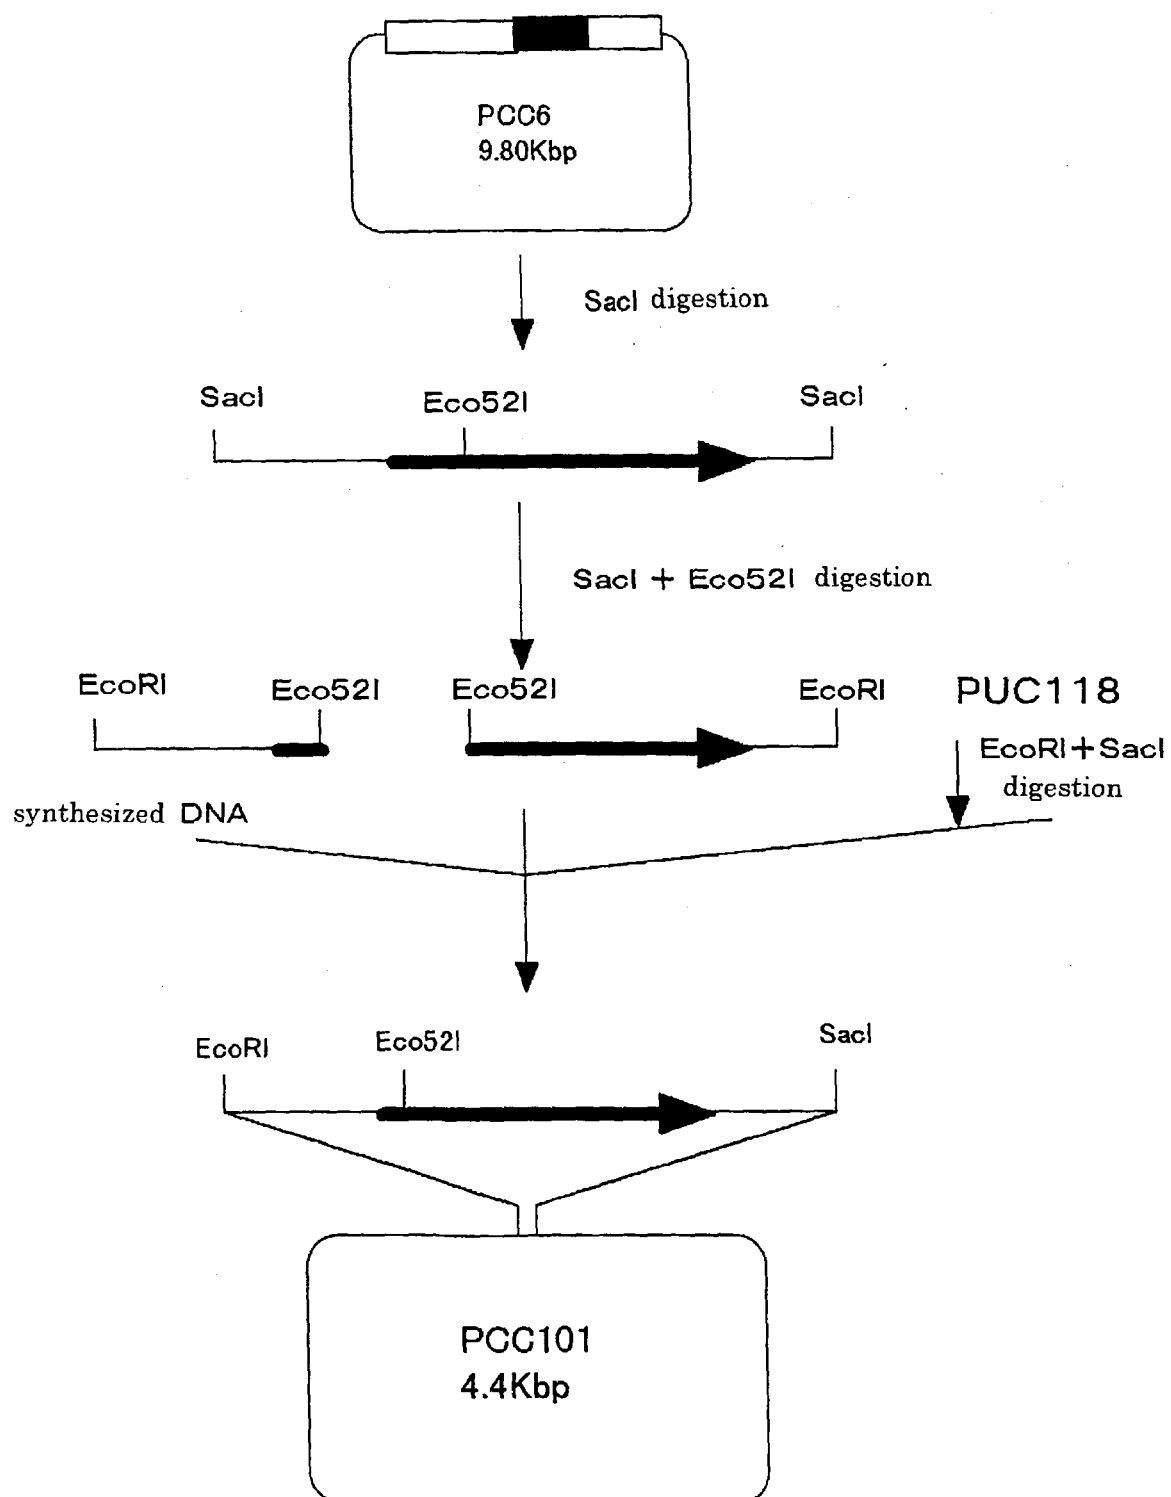 PCC6
9.80Kbp
SacI digestion
SacI Eco52I SacI
SacI + Eco52I digestion
EcoRI Eco52I Eco52I EcoRI PUC118
EcoRI+SacI
digestion
synthesized DNA
EcoRI Eco52I SacI
PCC101
4.4Kbp